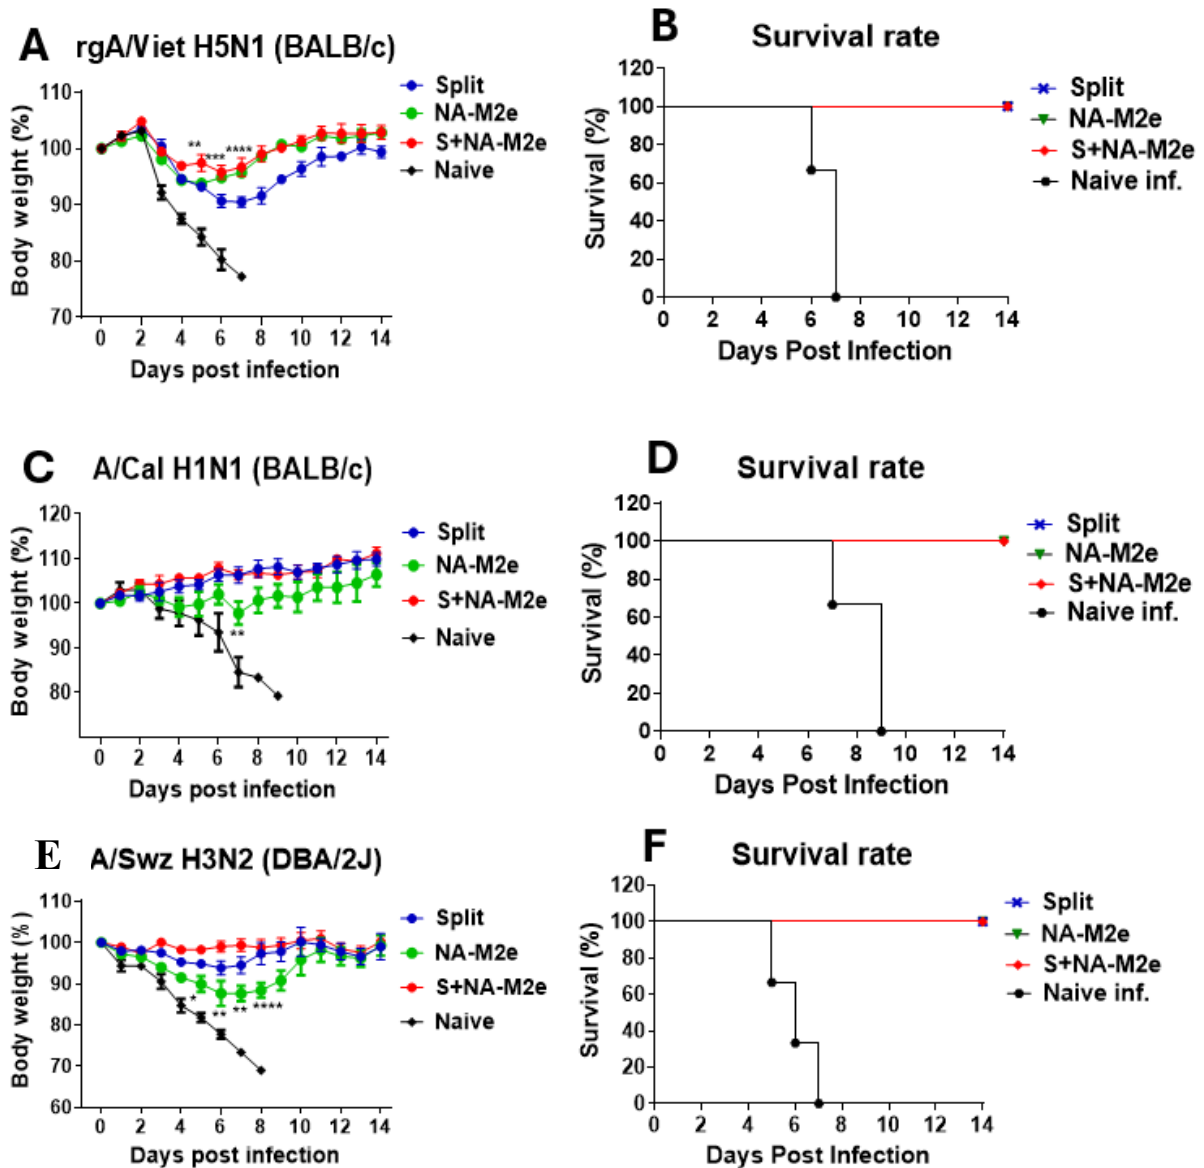 A rgA/Viet H5N1 (BALB/c)
Body weight (%)
110
100
90
80
70
** *** ****
0 2 4 6 8 10 12 14
Days post infection
Split
NA-M2e
S+NA-M2e
Naive
B Survival rate
Survival (%)
120
100
80
60
40
20
0
0 2 4 6 8 10 12 14
Days Post Infection
Split
NA-M2e
S+NA-M2e
Naive inf.
C A/Cal H1N1 (BALB/c)
Body weight (%)
120
110
100
90
80
**
0 2 4 6 8 10 12 14
Days post infection
Split
NA-M2e
S+NA-M2e
Naive
D Survival rate
Survival (%)
120
100
80
60
40
20
0
0 2 4 6 8 10 12 14
Days Post Infection
Split
NA-M2e
S+NA-M2e
Naive inf.
E A/Swz H3N2 (DBA/2J)
Body weight (%)
110
100
90
80
70
60
* ** ** ****
0 2 4 6 8 10 12 14
Days post infection
Split
NA-M2e
S+NA-M2e
Naive
F Survival rate
Survival (%)
120
100
80
60
40
20
0
0 2 4 6 8 10 12 14
Days Post Infection
Split
NA-M2e
S+NA-M2e
Naive inf.